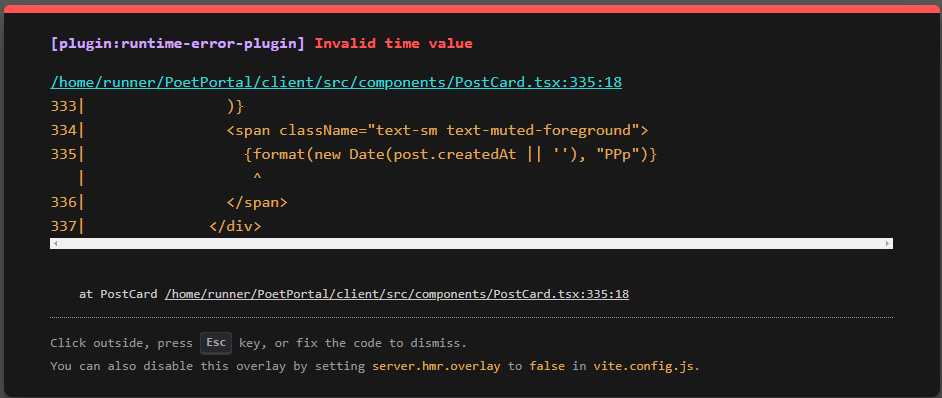 [plugin:runtime-error-plugin] Invalid time value
/home/runner/PoetPortal/client/src/components/PostCard.tsx:335:18
333|                )}
334|                <span className="text-sm text-muted-foreground">
335|                  {format(new Date(post.createdAt || ''), "PPp")}
   |                   ^
336|                </span>
337|              </div>
at PostCard /home/runner/PoetPortal/client/src/components/PostCard.tsx:335:18
Click outside, press Esc key, or fix the code to dismiss.
You can also disable this overlay by setting server.hmr.overlay to false in vite.config.js.